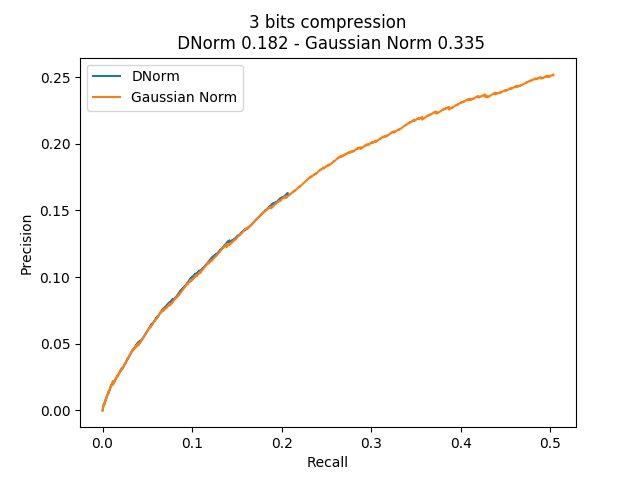 3 bits compression
DNorm 0.182 - Gaussian Norm 0.335
DNorm
Gaussian Norm
0.25
0.20
0.15
0.10
0.05
0.00
Precision
0.0 0.1 0.2 0.3 0.4 0.5
Recall